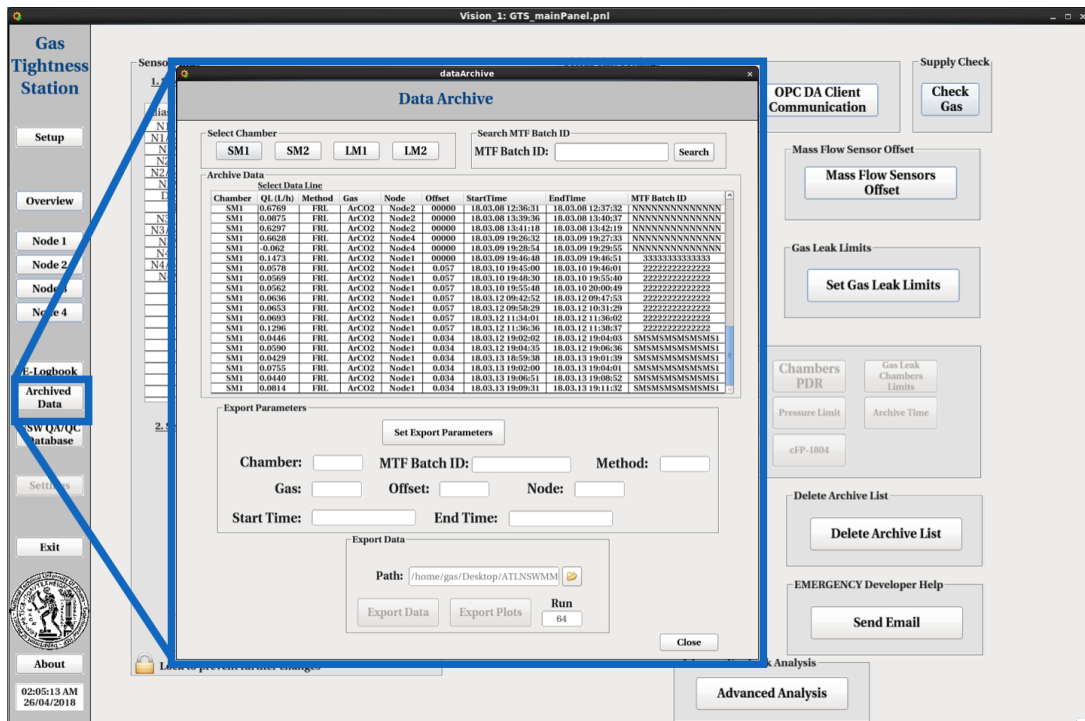 Vision_1: GTS_mainPanel.pnl
Gas
Tightness
Station
Setup
Overview
Node 1
Node 2
Node 3
Node 4
E-Logbook
Archived
Data
NSW QA/QC
Database
Settings
Exit
About
02:05:13 AM
26/04/2018
dataArchive
Data Archive
Select Chamber
SM1 SM2 LM1 LM2
Search MTF Batch ID
MTF Batch ID: Search
Archive Data
Select Data Line
Chamber QL (L/h) Method Gas Node Offset StartTime EndTime MTF Batch ID
SM1 0.6769 FRL ArCO2 Node2 00000 18.03.08 12:36:31 18.03.08 12:37:32 NNNNNNNNNNNNNN
SM1 0.0875 FRL ArCO2 Node2 00000 18.03.08 13:39:36 18.03.08 13:40:37 NNNNNNNNNNNNNN
SM1 0.6297 FRL ArCO2 Node2 00000 18.03.08 13:41:18 18.03.08 13:42:19 NNNNNNNNNNNNNN
SM1 0.6628 FRL ArCO2 Node4 00000 18.03.09 19:26:32 18.03.09 19:27:33 NNNNNNNNNNNNNN
SM1 -0.062 FRL ArCO2 Node4 00000 18.03.09 19:28:54 18.03.09 19:29:55 NNNNNNNNNNNNNN
SM1 0.1473 FRL ArCO2 Node1 00000 18.03.09 19:46:48 18.03.09 19:46:51 33333333333333
SM1 0.0578 FRL ArCO2 Node1 0.057 18.03.10 19:45:00 18.03.10 19:46:01 22222222222222
SM1 0.0569 FRL ArCO2 Node1 0.057 18.03.10 19:48:30 18.03.10 19:55:40 22222222222222
SM1 0.0562 FRL ArCO2 Node1 0.057 18.03.10 19:55:48 18.03.10 20:00:49 22222222222222
SM1 0.0636 FRL ArCO2 Node1 0.057 18.03.12 09:42:52 18.03.12 09:47:53 22222222222222
SM1 0.0653 FRL ArCO2 Node1 0.057 18.03.12 09:58:29 18.03.12 10:31:29 22222222222222
SM1 0.0693 FRL ArCO2 Node1 0.057 18.03.12 11:34:01 18.03.12 11:36:02 22222222222222
SM1 0.1296 FRL ArCO2 Node1 0.057 18.03.12 11:36:36 18.03.12 11:38:37 22222222222222
SM1 0.0446 FRL ArCO2 Node1 0.034 18.03.12 19:02:02 18.03.12 19:04:03 SMSMSMSMSMSMS1
SM1 0.0590 FRL ArCO2 Node1 0.034 18.03.12 19:04:35 18.03.12 19:06:36 SMSMSMSMSMSMS1
SM1 0.0429 FRL ArCO2 Node1 0.034 18.03.13 18:59:38 18.03.13 19:01:39 SMSMSMSMSMSMS1
SM1 0.0755 FRL ArCO2 Node1 0.034 18.03.13 19:02:00 18.03.13 19:04:01 SMSMSMSMSMSMS1
SM1 0.0440 FRL ArCO2 Node1 0.034 18.03.13 19:06:51 18.03.13 19:08:52 SMSMSMSMSMSMS1
SM1 0.0814 FRL ArCO2 Node1 0.034 18.03.13 19:09:31 18.03.13 19:11:32 SMSMSMSMSMSMS1
Export Parameters
Set Export Parameters
Chamber: MTF Batch ID: Method:
Gas: Offset: Node:
Start Time: End Time:
Export Data
Path: /home/gas/Desktop/ATLNSWMM
Export Data Export Plots Run
64
Close
Lock to prevent further changes
OPC DA Client
Communication
Supply Check
Check
Gas
Mass Flow Sensor Offset
Mass Flow Sensors
Offset
Gas Leak Limits
Set Gas Leak Limits
Chambers
PDR
Gas Leak
Chambers
Limits
Pressure Limit
Archive Time
cFP-1804
Delete Archive List
Delete Archive List
EMERGENCY Developer Help
Send Email
Analysis
Advanced Analysis